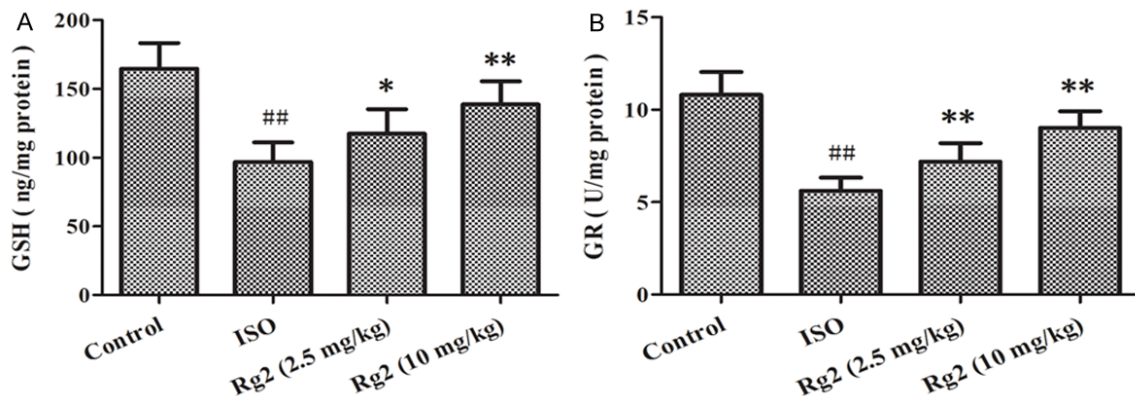 A
GSH ( ng/mg protein )
200
150
100
50
0
##
*
**
Control
ISO
Rg2 (2.5 mg/kg)
Rg2 (10 mg/kg)
B
GR ( U/mg protein )
15
10
5
0
##
**
**
Control
ISO
Rg2 (2.5 mg/kg)
Rg2 (10 mg/kg)